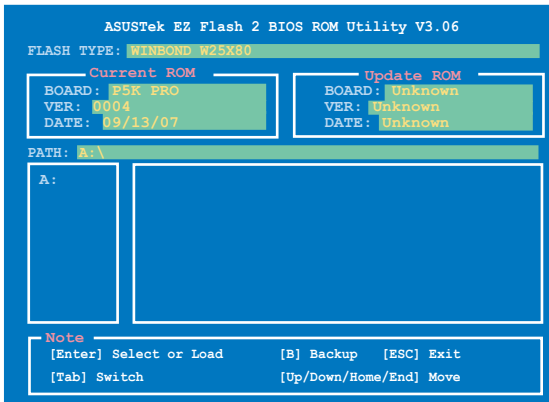 ASUSTek EZ Flash 2 BIOS ROM Utility V3.06
FLASH TYPE: WINBOND W25X80
Current ROM
BOARD: P5K PRO
VER: 0004
DATE: 09/13/07
Update ROM
BOARD: Unknown
VER: Unknown
DATE: Unknown
PATH: A:\
A:
Note
[Enter] Select or Load [B] Backup [ESC] Exit
[Tab] Switch [Up/Down/Home/End] Move